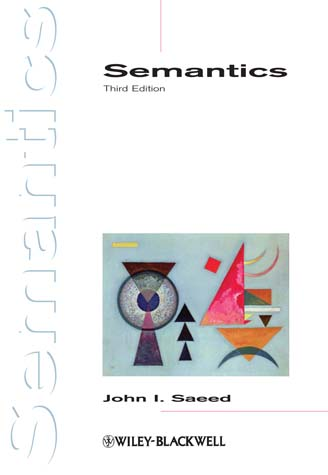 Semantics
Semantics
Third Edition
John I. Saeed
WILEY-BLACKWELL